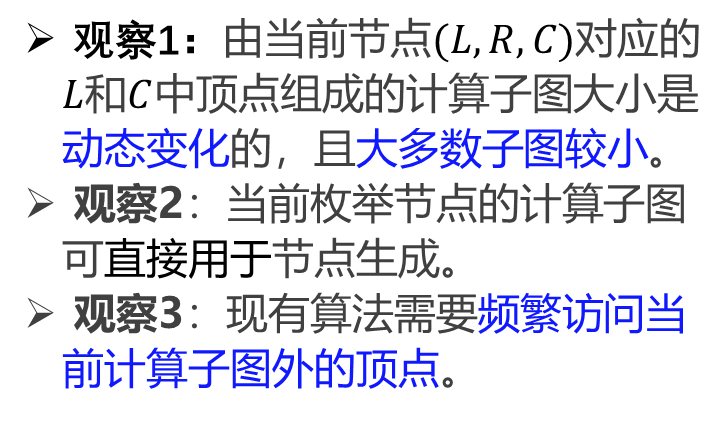 ➢ 观察1：由当前节点(L, R, C)对应的
L和C中顶点组成的计算子图大小是
动态变化的，且大多数子图较小。
➢ 观察2：当前枚举节点的计算子图
可直接用于节点生成。
➢ 观察3：现有算法需要频繁访问当
前计算子图外的顶点。